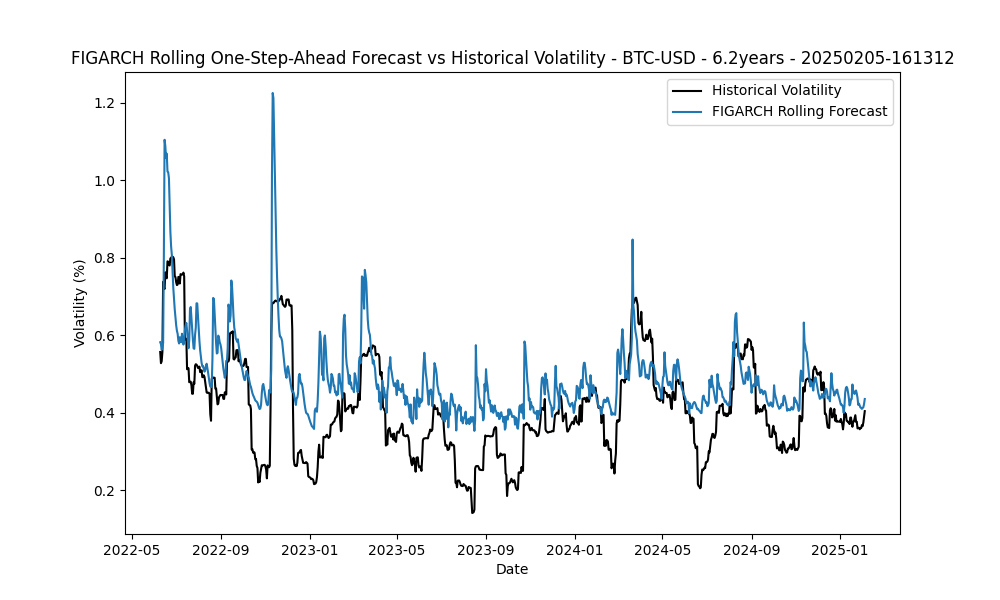 FIGARCH Rolling One-Step-Ahead Forecast vs Historical Volatility - BTC-USD - 6.2years - 20250205-161312
Historical Volatility
FIGARCH Rolling Forecast
1.2
1.0
0.8
0.6
0.4
0.2
Volatility (%)
2022-05 2022-09 2023-01 2023-05 2023-09 2024-01 2024-05 2024-09 2025-01
Date